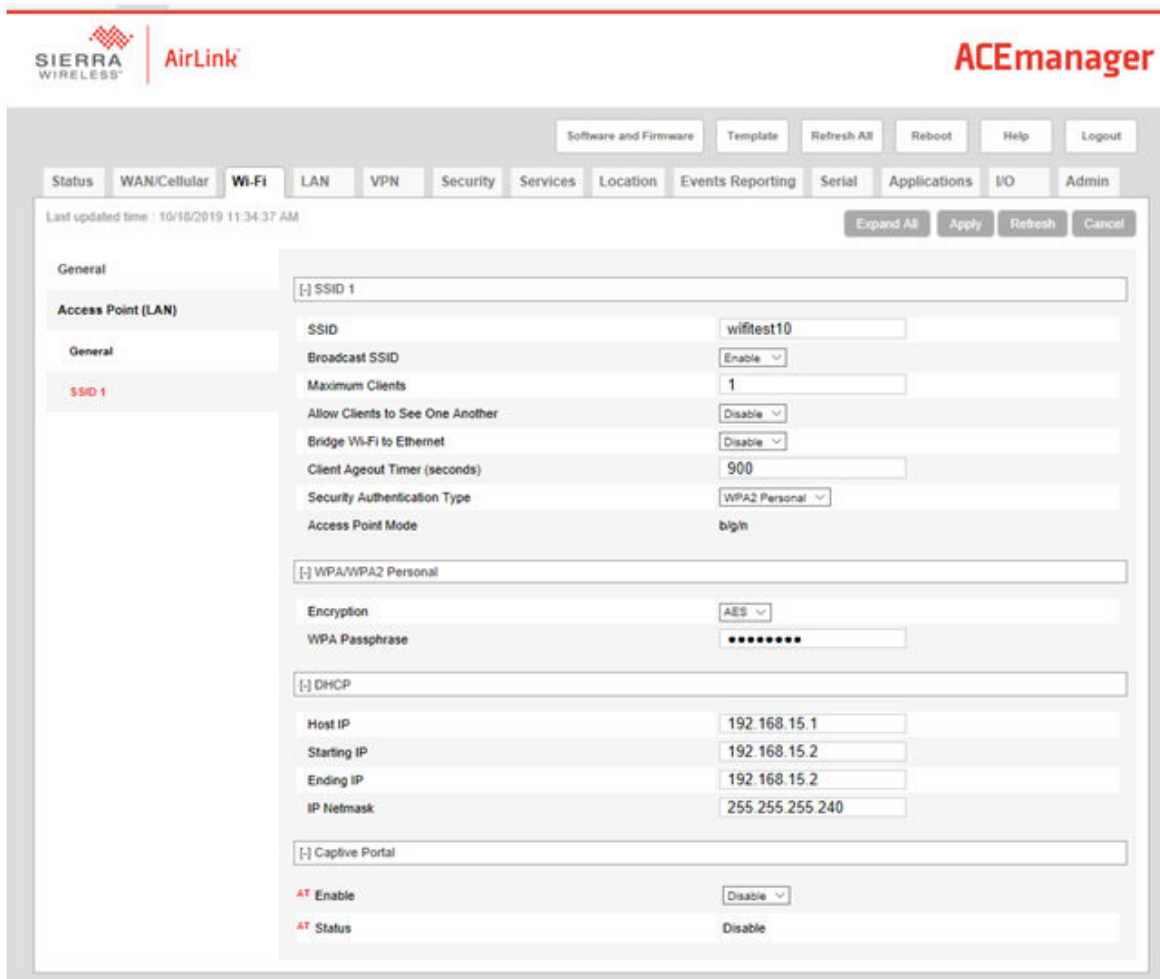 SIERRA
WIRELESS
AirLink
ACEmanager
Software and Firmware Template Refresh All Reboot Help Logout
Status WAN/Cellular Wi-Fi LAN VPN Security Services Location Events Reporting Serial Applications I/O Admin
Last updated time : 10/18/2019 11:34:37 AM
Expand All Apply Refresh Cancel
General
Access Point (LAN)
General
SSID 1
[-] SSID 1
SSID wifitest10
Broadcast SSID Enable
Maximum Clients 1
Allow Clients to See One Another Disable
Bridge Wi-Fi to Ethernet Disable
Client Ageout Timer (seconds) 900
Security Authentication Type WPA2 Personal
Access Point Mode b/g/n
[-] WPA/WPA2 Personal
Encryption AES
WPA Passphrase ••••••••
[-] DHCP
Host IP 192.168.15.1
Starting IP 192.168.15.2
Ending IP 192.168.15.2
IP Netmask 255.255.255.240
[-] Captive Portal
AT Enable Disable
AT Status Disable